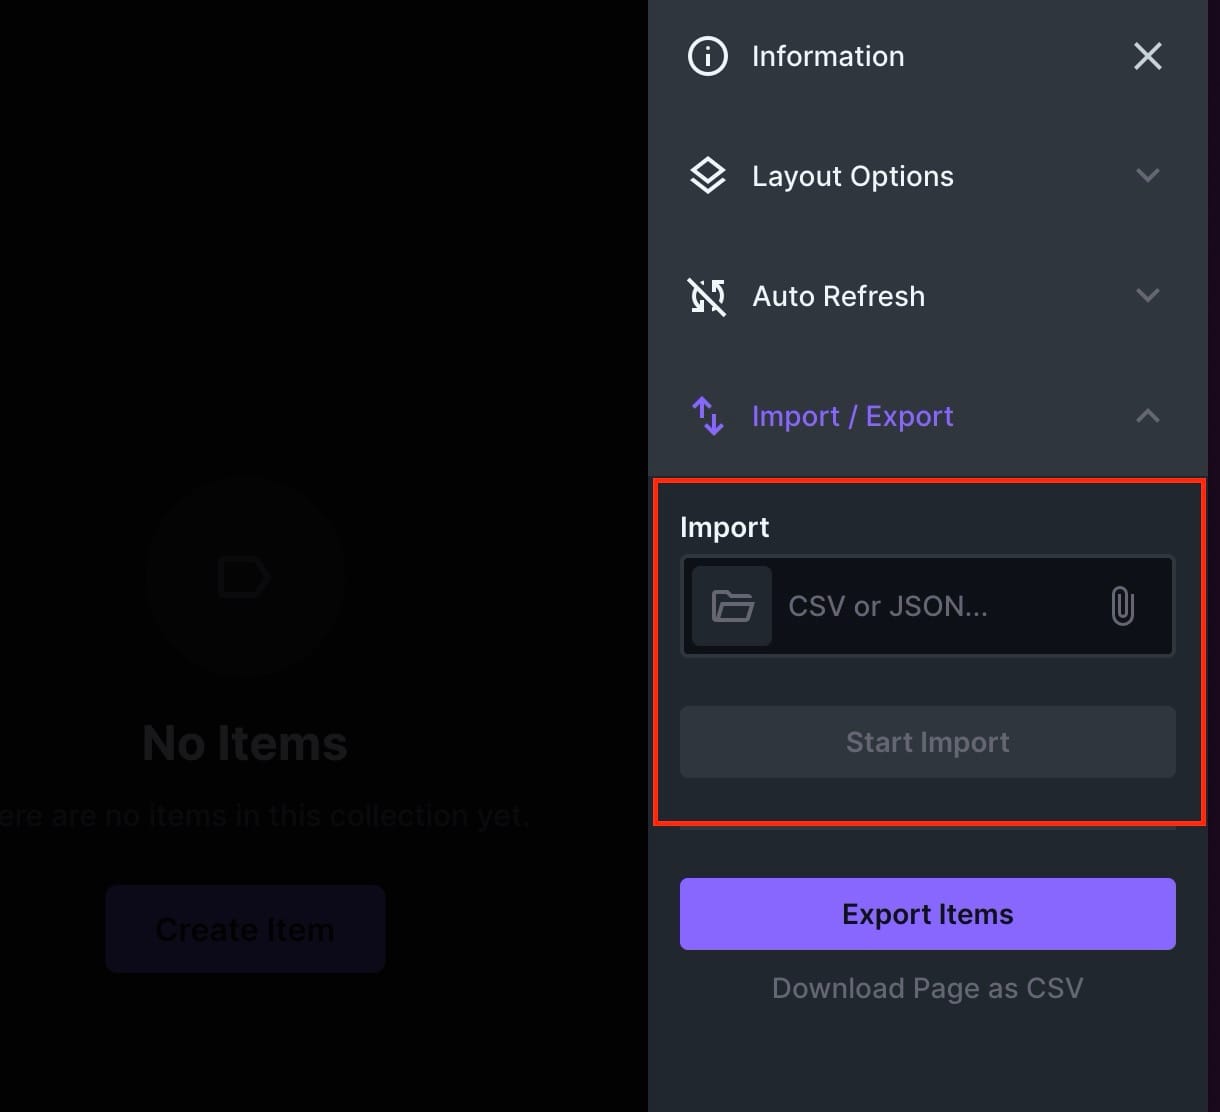 Information
Layout Options
Auto Refresh
Import / Export
Import
CSV or JSON...
Start Import
Export Items
Download Page as CSV
No Items
ere are no items in this collection yet.
Create Item